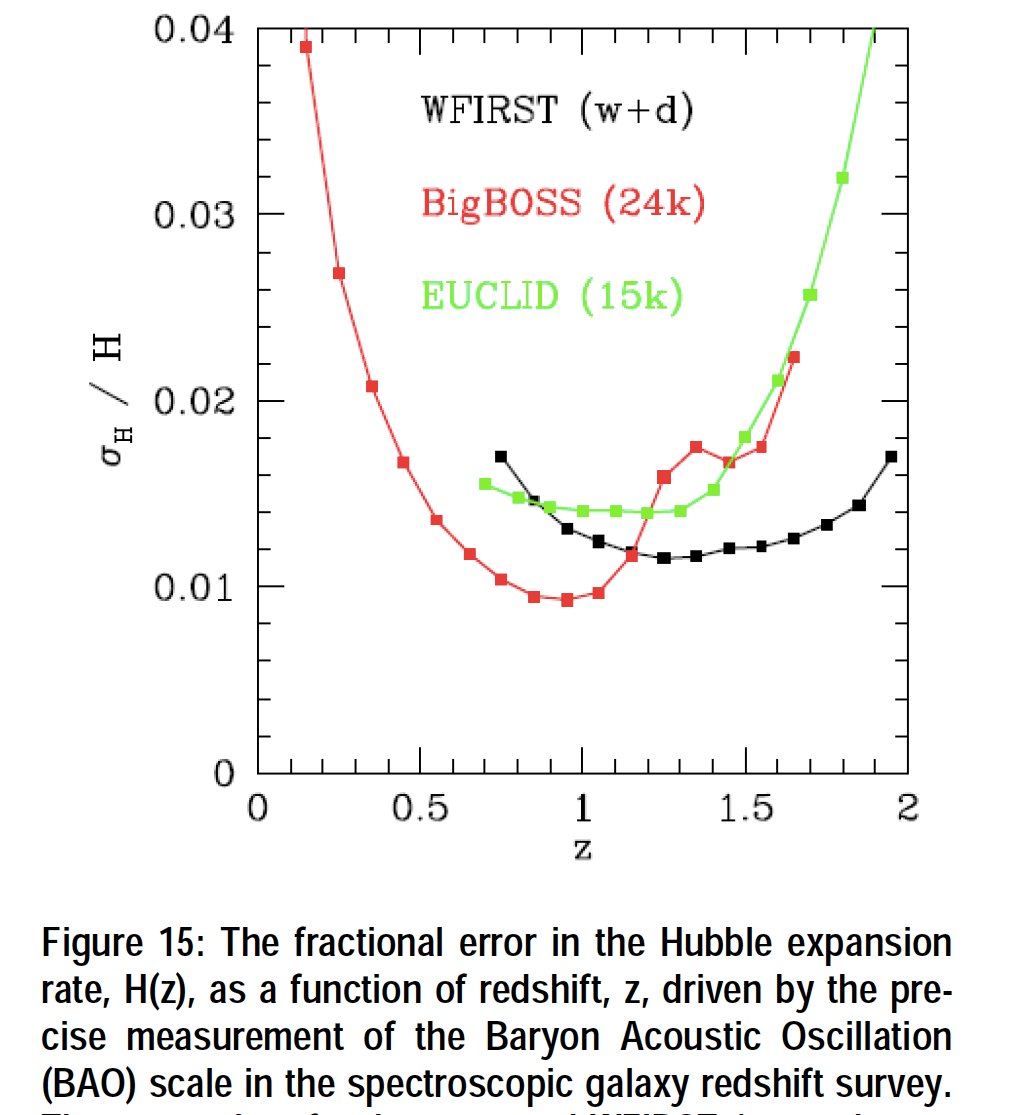 0.04
WFIRST (w+d)
BigBOSS (24k)
0.03
EUCLID (15k)
σH / H
0.02
0.01
0
0 0.5 1 1.5 2
z
Figure 15: The fractional error in the Hubble expansion
rate, H(z), as a function of redshift, z, driven by the pre-
cise measurement of the Baryon Acoustic Oscillation
(BAO) scale in the spectroscopic galaxy redshift survey.